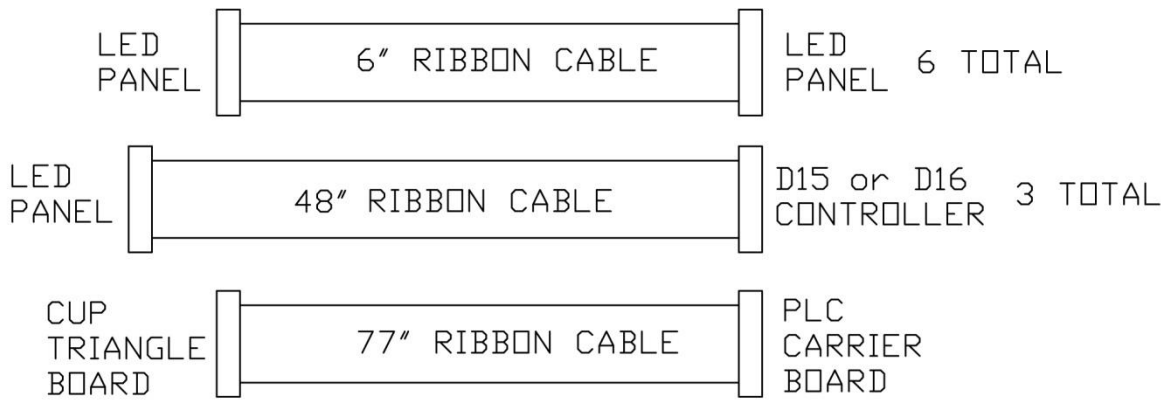 LED
PANEL
6" RIBBON CABLE
LED
PANEL
6 TOTAL
LED
PANEL
48" RIBBON CABLE
D15 or D16
CONTROLLER
3 TOTAL
CUP
TRIANGLE
BOARD
77" RIBBON CABLE
PLC
CARRIER
BOARD